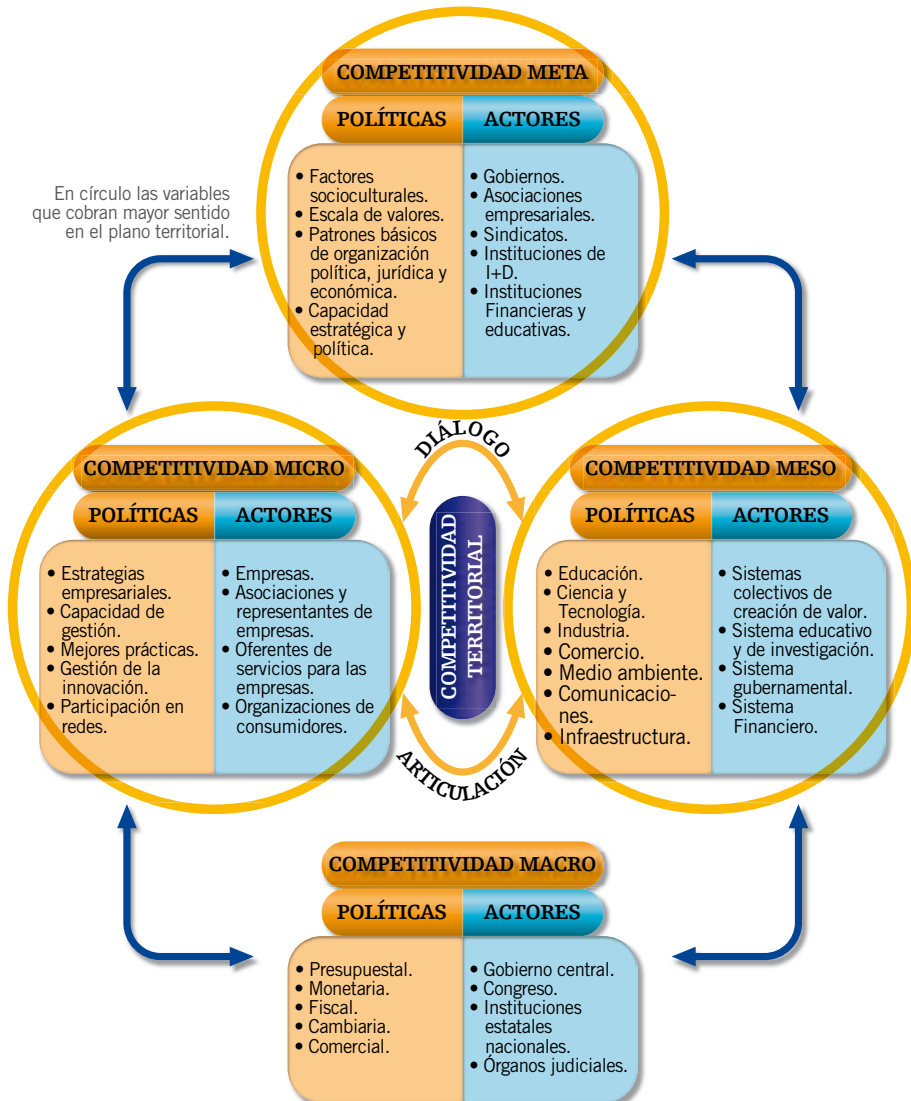 COMPETITIVIDAD META
POLÍTICAS
ACTORES
• Factores
socioculturales.
• Escala de valores.
• Patrones básicos
de organización
política, jurídica y
económica.
• Capacidad
estratégica y
política.
• Gobiernos.
• Asociaciones
empresariales.
• Sindicatos.
• Instituciones de
I+D.
• Instituciones
Financieras y
educativas.
En círculo las variables
que cobran mayor sentido
en el plano territorial.
COMPETITIVIDAD MICRO
POLÍTICAS
ACTORES
• Estrategias
empresariales.
• Capacidad de
gestión.
• Mejores prácticas.
• Gestión de la
innovación.
• Participación en
redes.
• Empresas.
• Asociaciones y
representantes de
empresas.
• Oferentes de
servicios para las
empresas.
• Organizaciones de
consumidores.
DIÁLOGO
COMPETITIVIDAD
TERRITORIAL
ARTICULACIÓN
COMPETITIVIDAD MESO
POLÍTICAS
ACTORES
• Educación.
• Ciencia y
Tecnología.
• Industria.
• Comercio.
• Medio ambiente.
• Comunicacio-
nes.
• Infraestructura.
• Sistemas
colectivos de
creación de valor.
• Sistema educativo
y de investigación.
• Sistema
gubernamental.
• Sistema
Financiero.
COMPETITIVIDAD MACRO
POLÍTICAS
ACTORES
• Presupuestal.
• Monetaria.
• Fiscal.
• Cambiaria.
• Comercial.
• Gobierno central.
• Congreso.
• Instituciones
estatales
nacionales.
• Órganos judiciales.